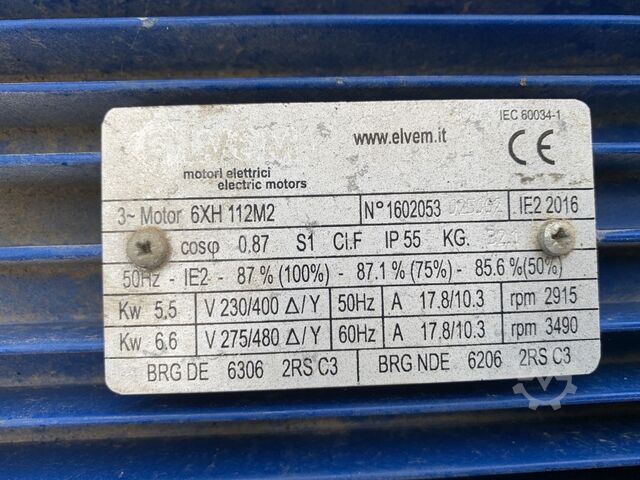 IEC 60034-1
ELVEM
www.elvem.it
CE
motori elettrici
electric motors
3~ Motor 6XH 112M2 N° 1602053 IE2 2016
cosφ 0.87 S1 Cl.F IP 55 KG.
50Hz - IE2 - 87 % (100%) - 87.1 % (75%) - 85.6 % (50%)
Kw 5.5 V 230/400 Δ/Y 50Hz A 17.8/10.3 rpm 2915
Kw 6.6 V 275/480 Δ/Y 60Hz A 17.8/10.3 rpm 3490
BRG DE 6306 2RS C3 BRG NDE 6206 2RS C3